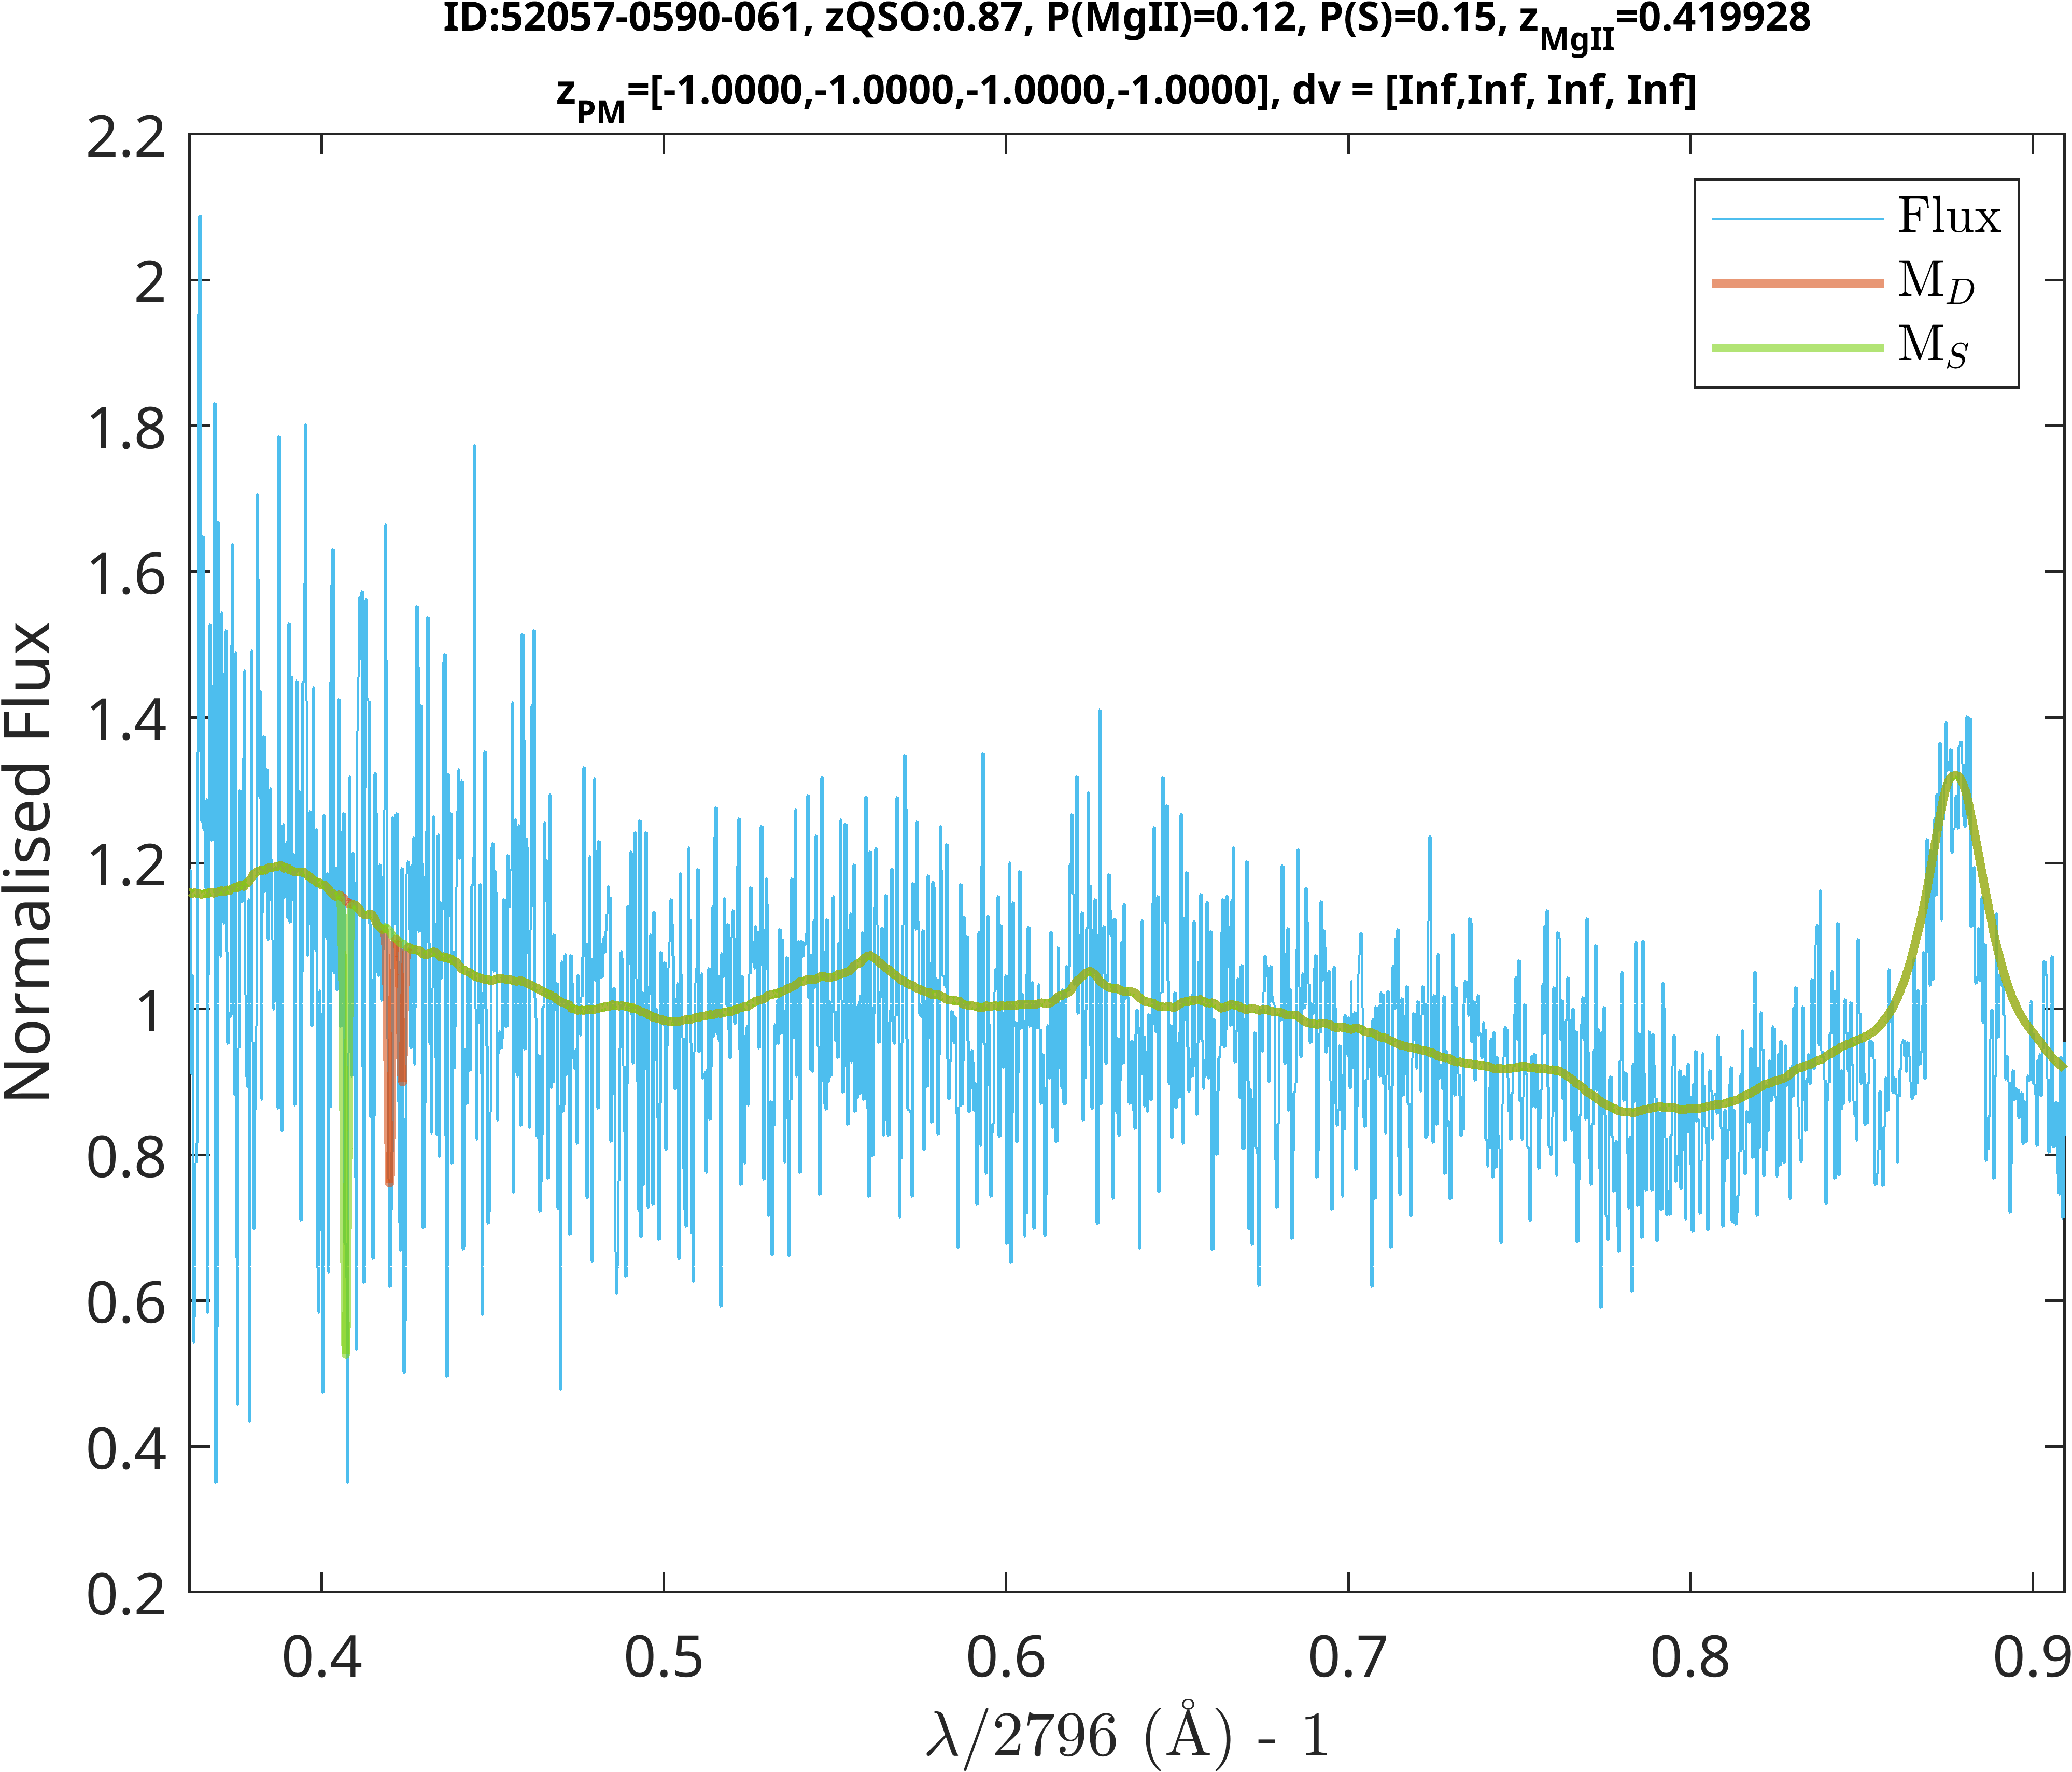 ID:52057-0590-061, zQSO:0.87, P(MgII)=0.12, P(S)=0.15, zMgII=0.419928
zPM=[-1.0000,-1.0000,-1.0000,-1.0000], dv = [Inf,Inf, Inf, Inf]
2.2
2
1.8
1.6
1.4
1.2
1
0.8
0.6
0.4
0.2
Normalised Flux
Flux
MD
MS
0.4
0.5
0.6
0.7
0.8
0.9
λ/2796 (Å) - 1